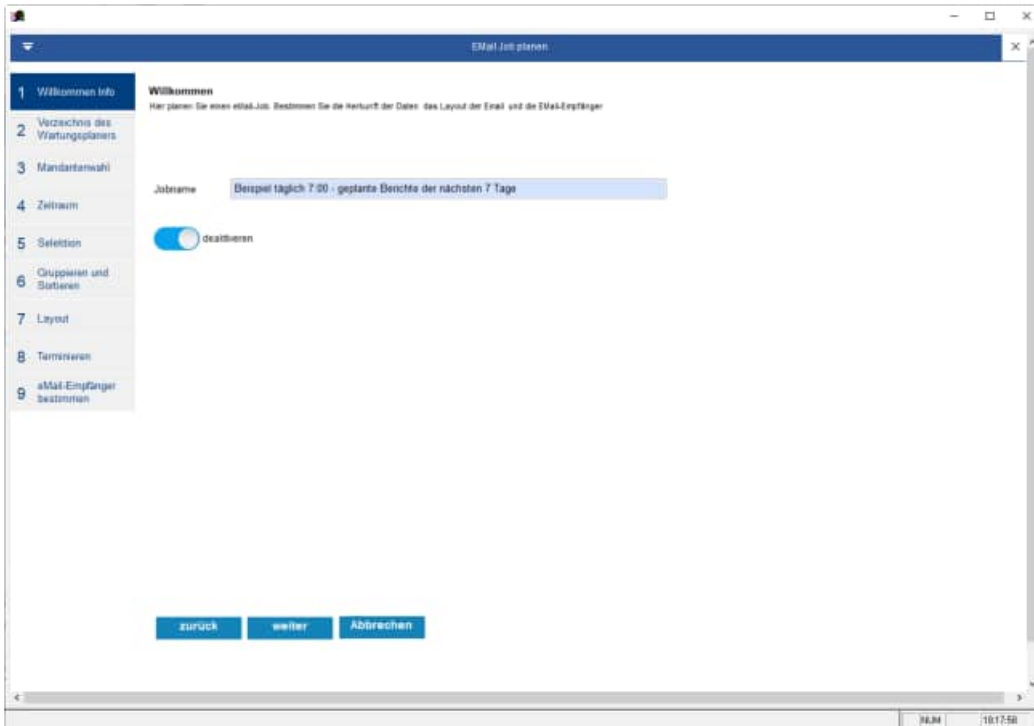 EMail Job planen
1 Willkommen Info
2 Verzeichnis des
Wartungsplaners
3 Mandantenwahl
4 Zeitraum
5 Selektion
6 Gruppieren und
Sortieren
7 Layout
8 Terminieren
9 eMail-Empfänger
bestimmen
Willkommen
Hier planen Sie einen eMail-Job. Bestimmen Sie die Herkunft der Daten das Layout der Email und die EMail-Empfänger
Jobname
Beispiel täglich 7:00 - geplante Berichte der nächsten 7 Tage
deaktivieren
zurück
weiter
Abbrechen
NUM
18:17:58